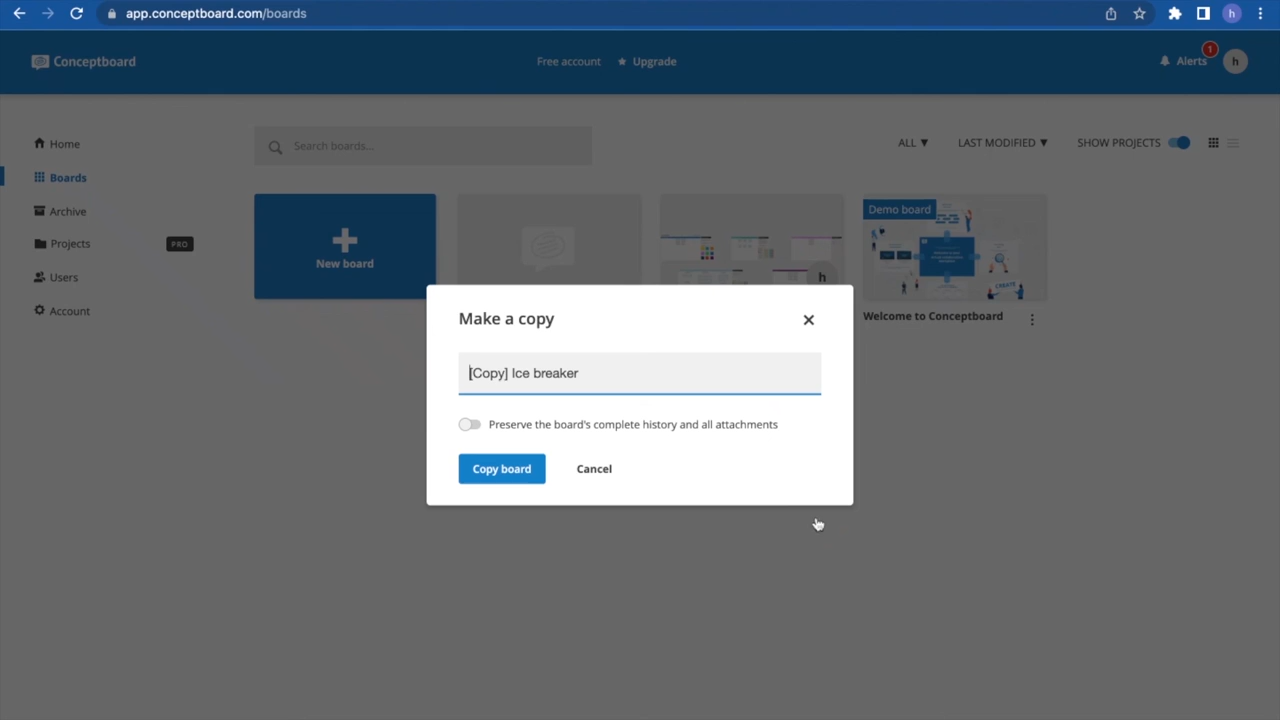 app.conceptboard.com/boards
h
Conceptboard
Free account
Upgrade
Alerts
1
h
Home
Boards
Archive
Projects
PRO
Users
Account
Search boards...
ALL ▼
LAST MODIFIED ▼
SHOW PROJECTS
New board
h
Demo board
CREATE
Welcome to Conceptboard
Make a copy
[Copy] Ice breaker
Preserve the board's complete history and all attachments
Copy board
Cancel